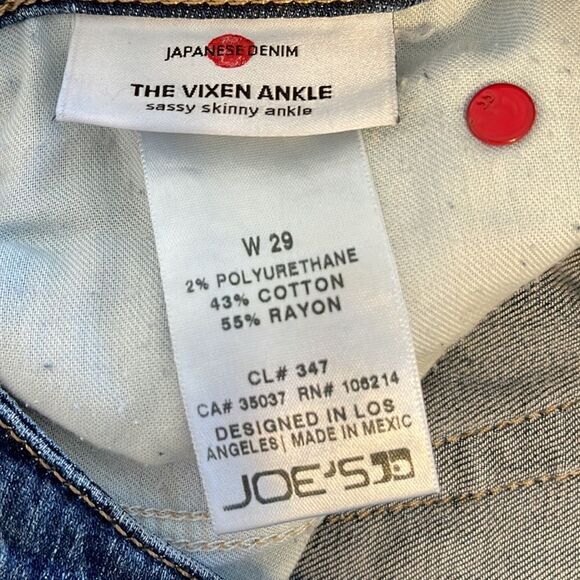 JAPANESE DENIM
THE VIXEN ANKLE
sassy skinny ankle
W 29
2% POLYURETHANE
43% COTTON
55% RAYON
CL# 347
CA# 35037 RN# 106214
DESIGNED IN LOS
ANGELES| MADE IN MEXIC
JOE'S